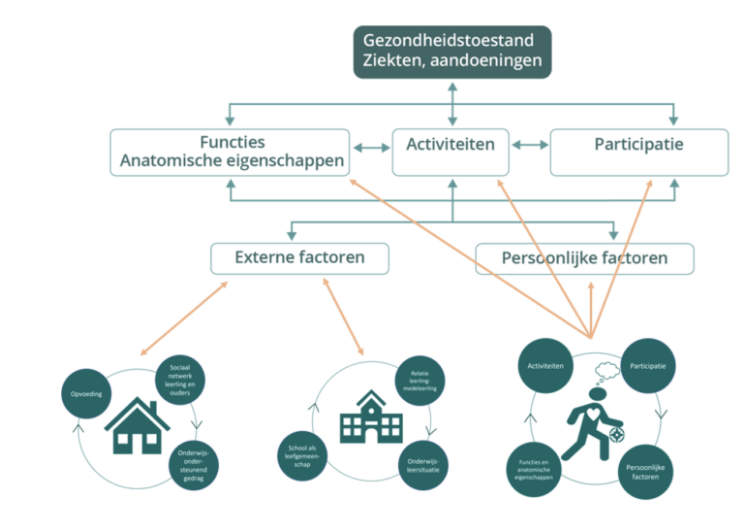 Gezondheidstoestand
Ziekten, aandoeningen
Functies
Anatomische eigenschappen
Activiteiten
Participatie
Externe factoren
Persoonlijke factoren
Opvoeding
Sociaal
netwerk
leerling en
ouders
Onderwijs-
onder-
steunend
gedrag
Relatie
leerling-
medeleerling
School als
leefgemeen-
schap
Onderwijs-
leersituatie
Activiteiten
Participatie
Functies en
anatomische
eigenschappen
Persoonlijke
factoren